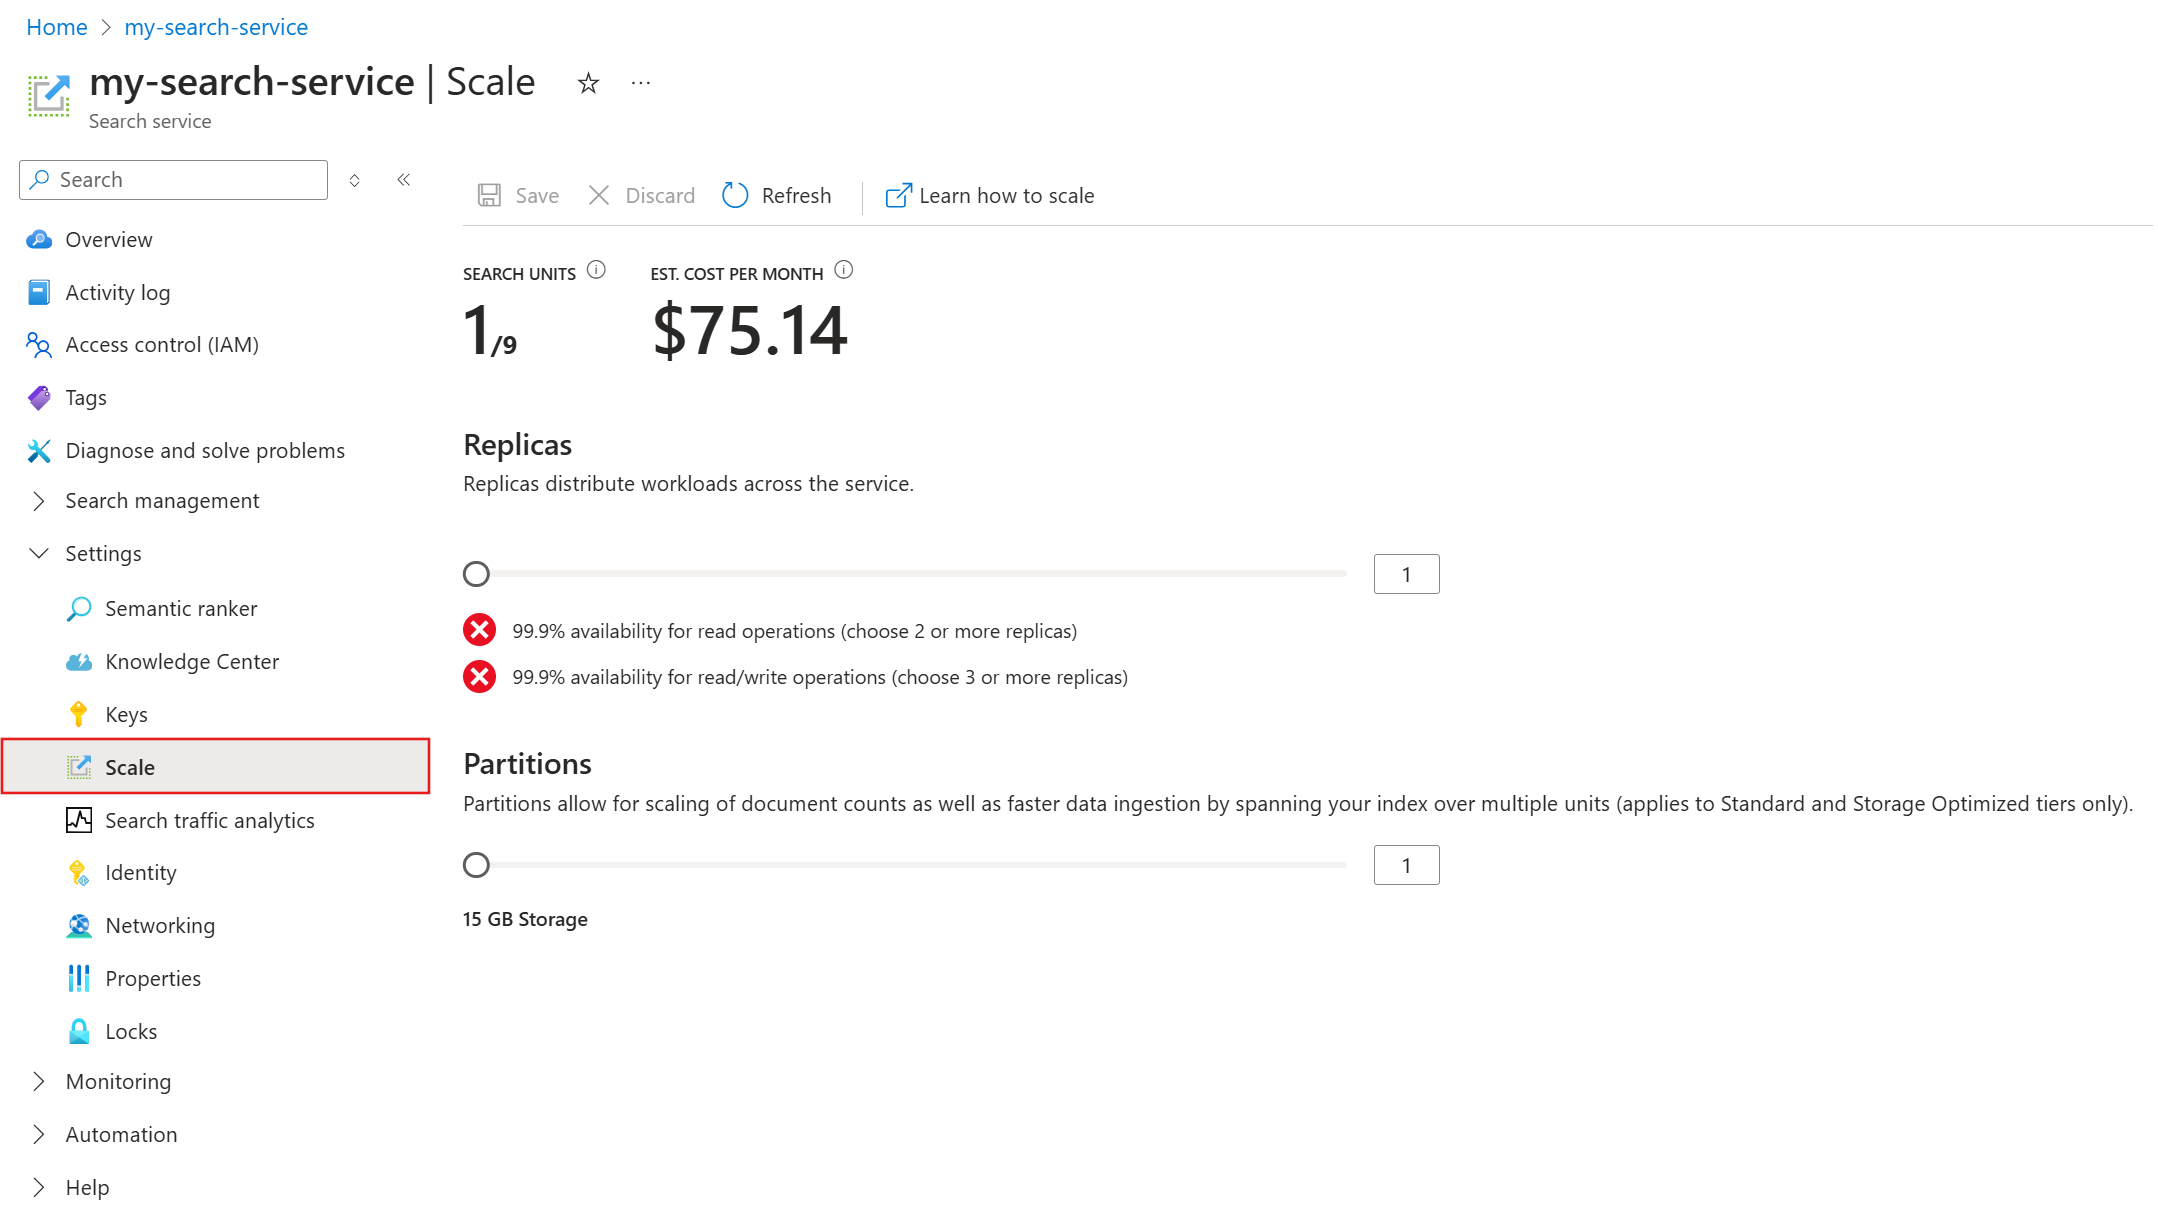 Home > my-search-service
my-search-service | Scale
Search service
Search
Save
Discard
Refresh
Learn how to scale
Overview
Activity log
Access control (IAM)
Tags
Diagnose and solve problems
Search management
Settings
Semantic ranker
Knowledge Center
Keys
Scale
Search traffic analytics
Identity
Networking
Properties
Locks
Monitoring
Automation
Help
SEARCH UNITS
1/9
EST. COST PER MONTH
$75.14
Replicas
Replicas distribute workloads across the service.
1
99.9% availability for read operations (choose 2 or more replicas)
99.9% availability for read/write operations (choose 3 or more replicas)
Partitions
Partitions allow for scaling of document counts as well as faster data ingestion by spanning your index over multiple units (applies to Standard and Storage Optimized tiers only).
1
15 GB Storage